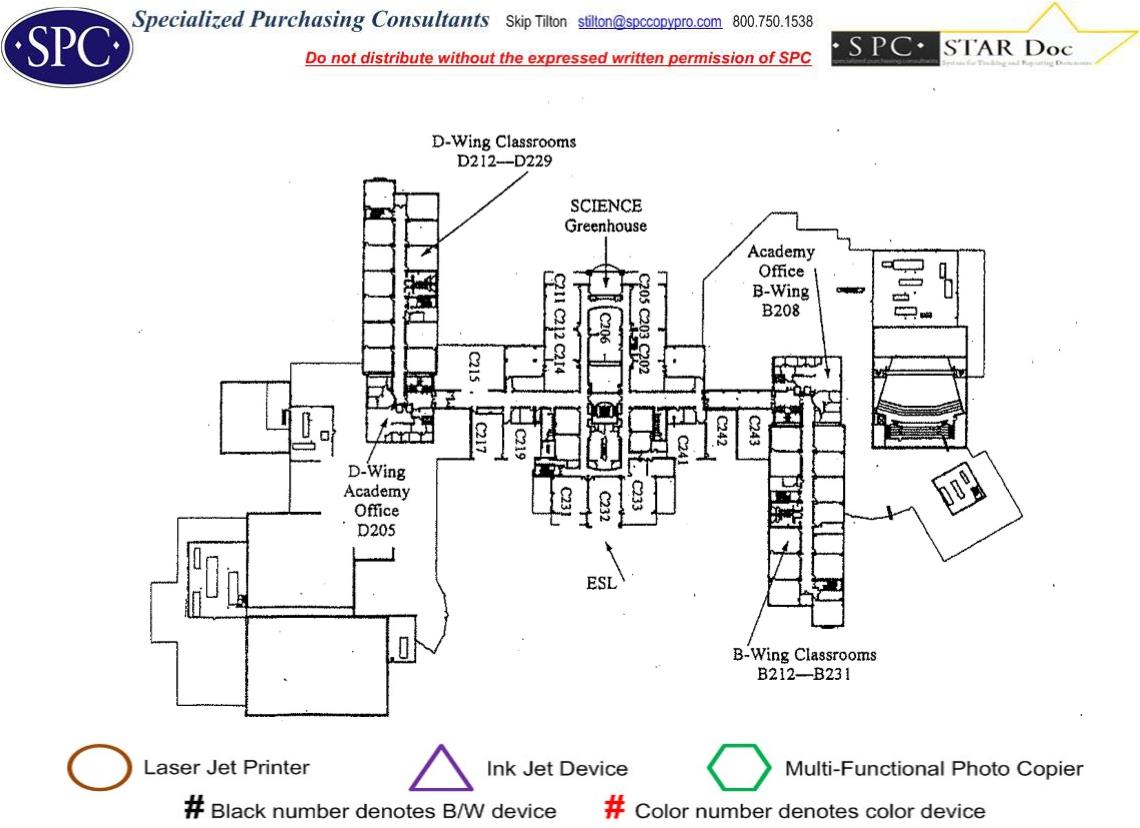 Specialized Purchasing Consultants Skip Tilton stilton@spccopypro.com 800.750.1538
Do not distribute without the expressed written permission of SPC
·SPC·
·SPC· STAR Doc
specialized purchasing consultants System for Tracking and Reporting Documents
D-Wing Classrooms
D212—D229
SCIENCE
Greenhouse
Academy
Office
B-Wing
B208
C211 C212 C214
C206
C205 C203 C202
C215
C217
C219
C241
C242
C243
C231
C232
C233
D-Wing
Academy
Office
D205
ESL
B-Wing Classrooms
B212—B231
Laser Jet Printer
Ink Jet Device
Multi-Functional Photo Copier
# Black number denotes B/W device
# Color number denotes color device